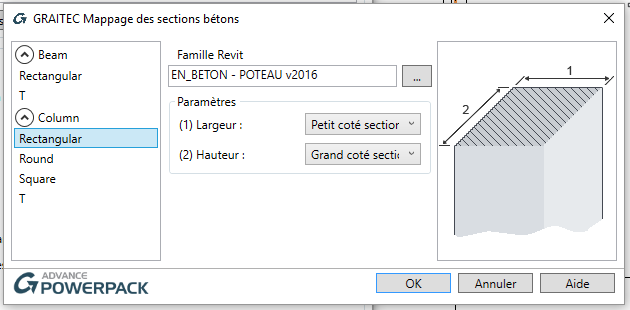 GRAITEC Mappage des sections bétons
Beam
Rectangular
T
Column
Rectangular
Round
Square
T
Famille Revit
EN_BETON - POTEAU v2016
...
Paramètres
(1) Largeur :
Petit coté section
(2) Hauteur :
Grand coté sectio
1
2
ADVANCE
POWERPACK
OK
Annuler
Aide